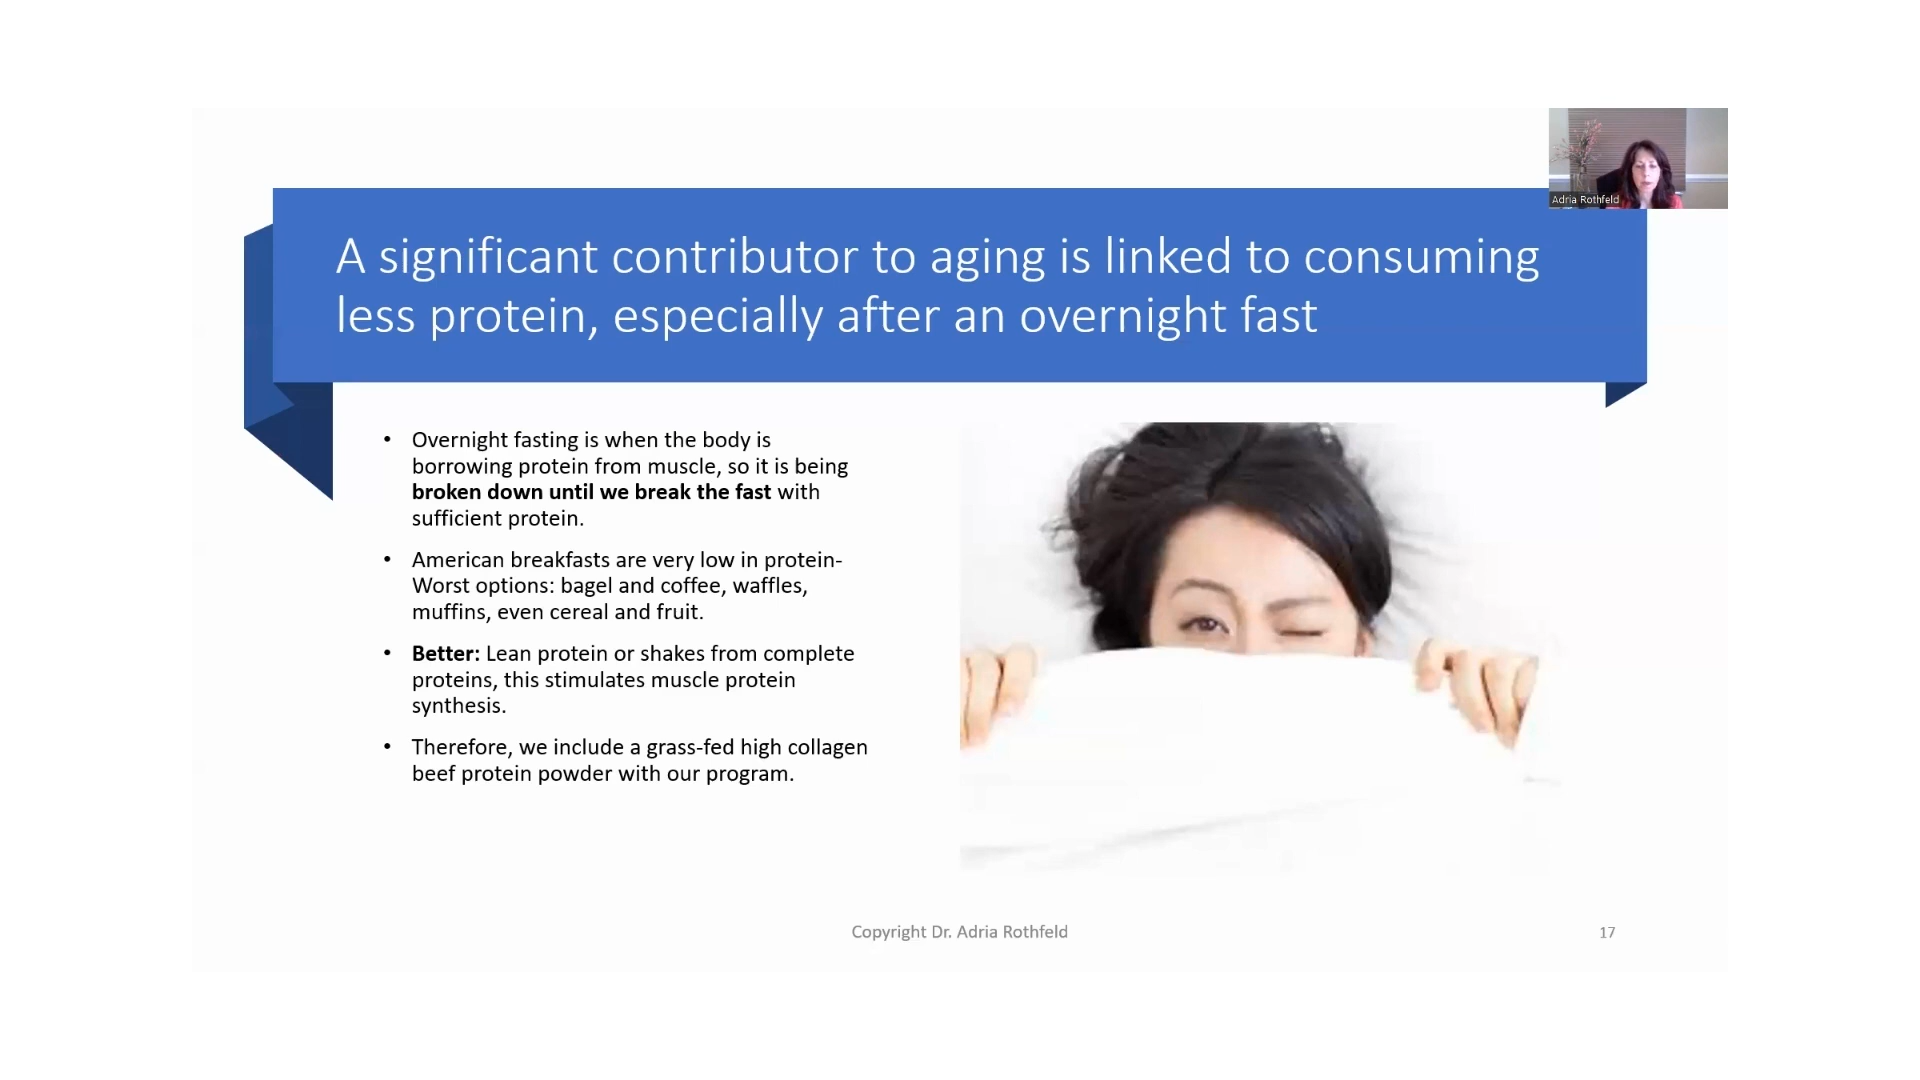 Adria Rothfeld
A significant contributor to aging is linked to consuming
less protein, especially after an overnight fast
• Overnight fasting is when the body is
borrowing protein from muscle, so it is being
broken down until we break the fast with
sufficient protein.
• American breakfasts are very low in protein-
Worst options: bagel and coffee, waffles,
muffins, even cereal and fruit.
• Better: Lean protein or shakes from complete
proteins, this stimulates muscle protein
synthesis.
• Therefore, we include a grass-fed high collagen
beef protein powder with our program.
Copyright Dr. Adria Rothfeld
17